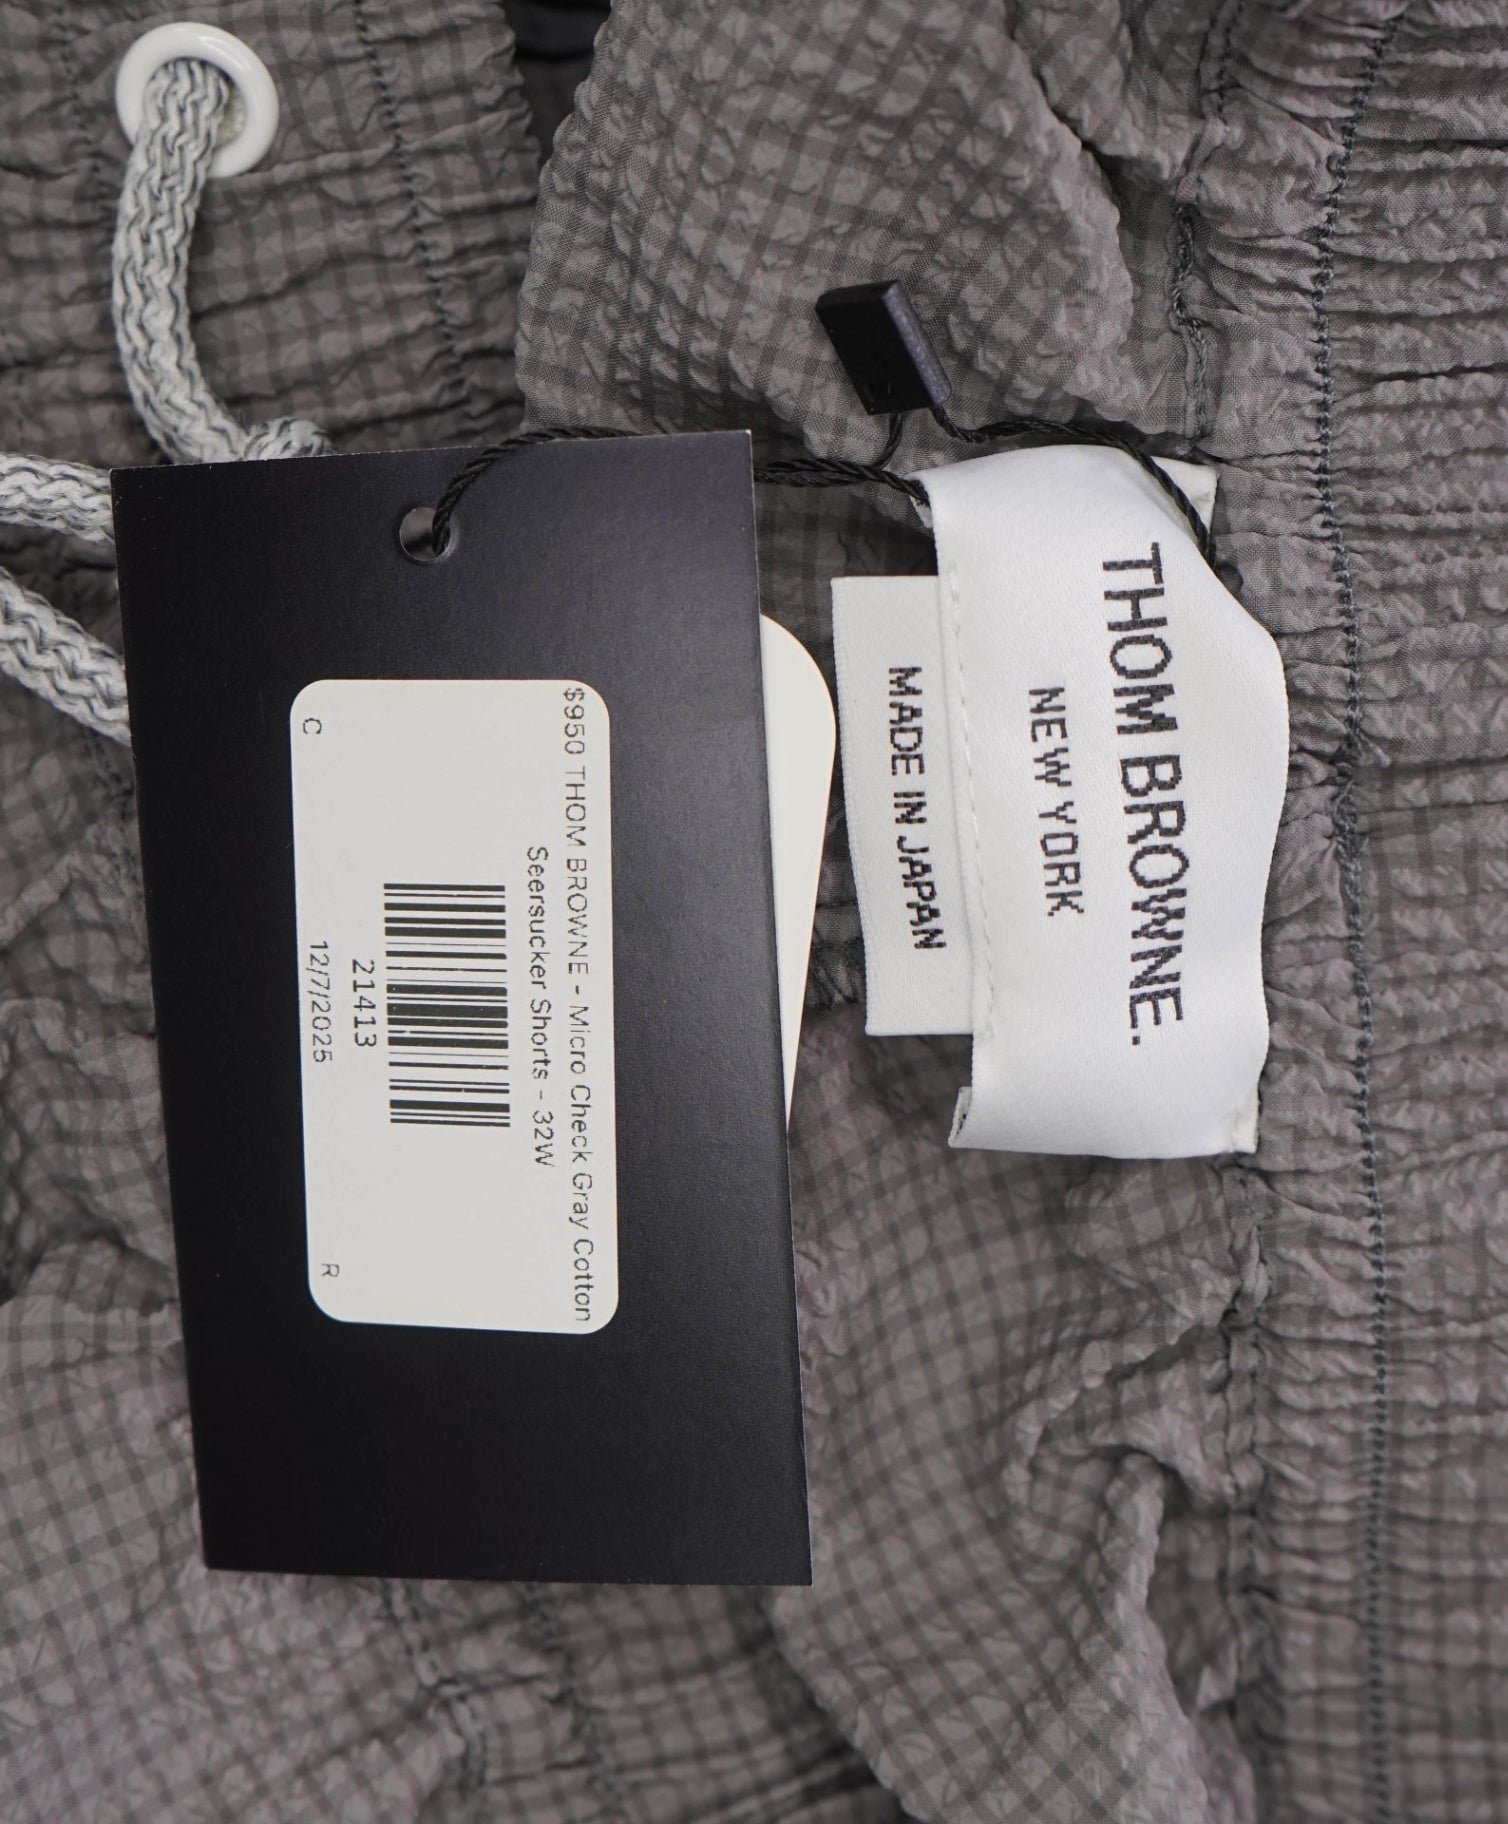 THOM BROWNE.
NEW YORK
MADE IN JAPAN
$950 THOM BROWNE - Micro Check Gray Cotton
Seersucker Shorts - 32W
21413
12/7/2025
C
R